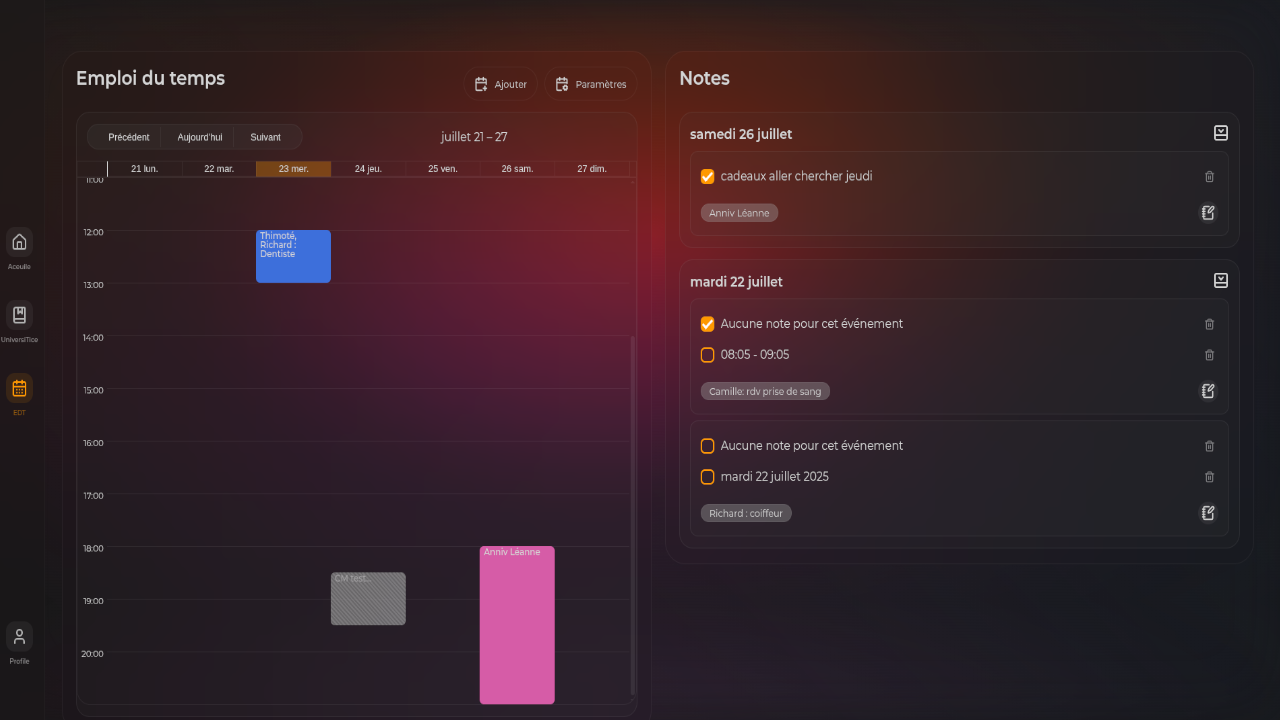 Emploi du temps
Ajouter
Paramètres
Précédent
Aujourd'hui
Suivant
juillet 21 – 27
21 lun.
22 mar.
23 mer.
24 jeu.
25 ven.
26 sam.
27 dim.
11:00
12:00
13:00
14:00
15:00
16:00
17:00
18:00
19:00
20:00
Thimoté,
Richard :
Dentiste
CM test...
Anniv Léanne
Aceulle
UniversiTice
EDT
Profile
Notes
samedi 26 juillet
cadeaux aller chercher jeudi
Anniv Léanne
mardi 22 juillet
Aucune note pour cet événement
08:05 - 09:05
Camille: rdv prise de sang
Aucune note pour cet événement
mardi 22 juillet 2025
Richard : coiffeur